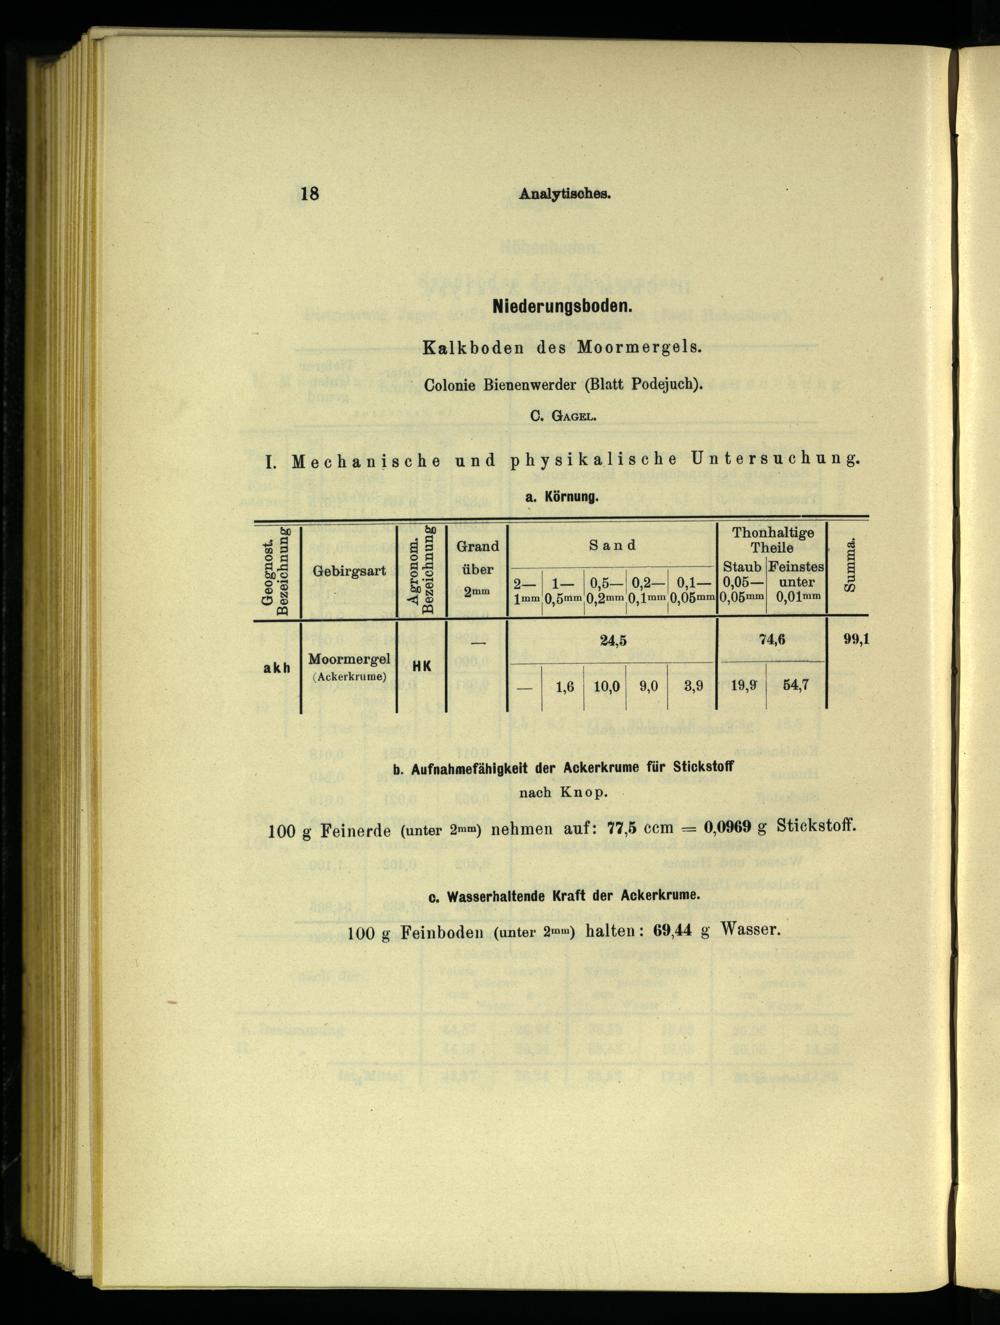 18 Analytisches.
Niederungsboden.
Kalkboden des Moormergels.
Colonie Bienenwerder (Blatt Podejuch).
C. GAGEL.
I. Mechanische und physikalische Untersuchung.
a. Körnung.
Geognost. Bezeichnung
Gebirgsart
Agronom. Bezeichnung
Grand über 2mm
Sand
2— 1mm
1— 0,5mm
0,5— 0,2mm
0,2— 0,1mm
0,1— 0,05mm
Thonhaltige Theile
Staub 0,05— 0,05mm
Feinstes unter 0,01mm
Summa.
akh
Moormergel
(Ackerkrume)
HK
— 24,5 74,6 99,1
— 1,6 10,0 9,0 3,9 19,9 54,7
b. Aufnahmefähigkeit der Ackerkrume für Stickstoff
nach Knop.
100 g Feinerde (unter 2mm) nehmen auf: 77,5 ccm = 0,0969 g Stickstoff.
c. Wasserhaltende Kraft der Ackerkrume.
100 g Feinboden (unter 2mm) halten: 69,44 g Wasser.